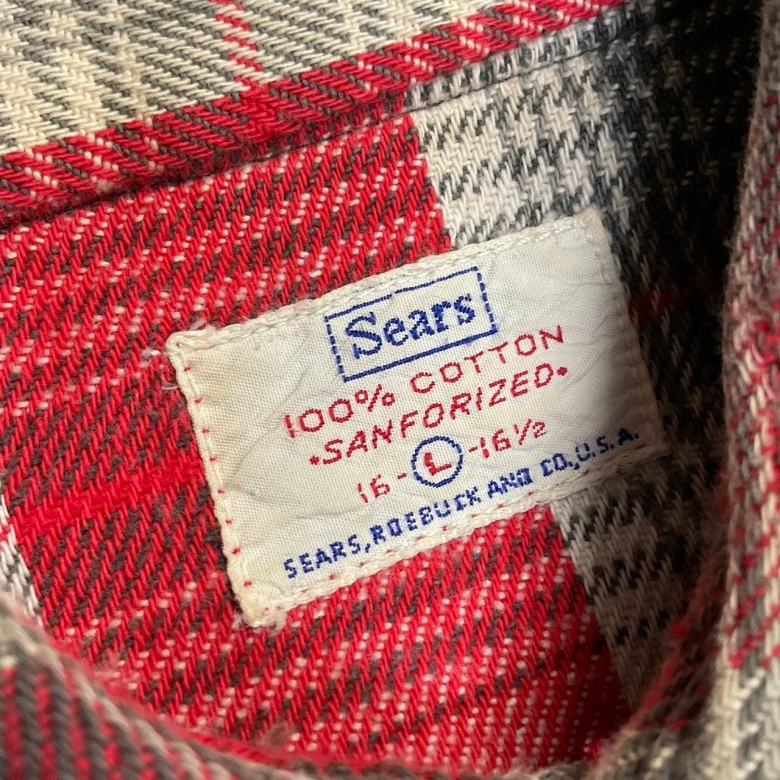 Sears
100% COTTON
•SANFORIZED•
16-L-16½
SEARS, ROEBUCK AND CO., U.S.A.